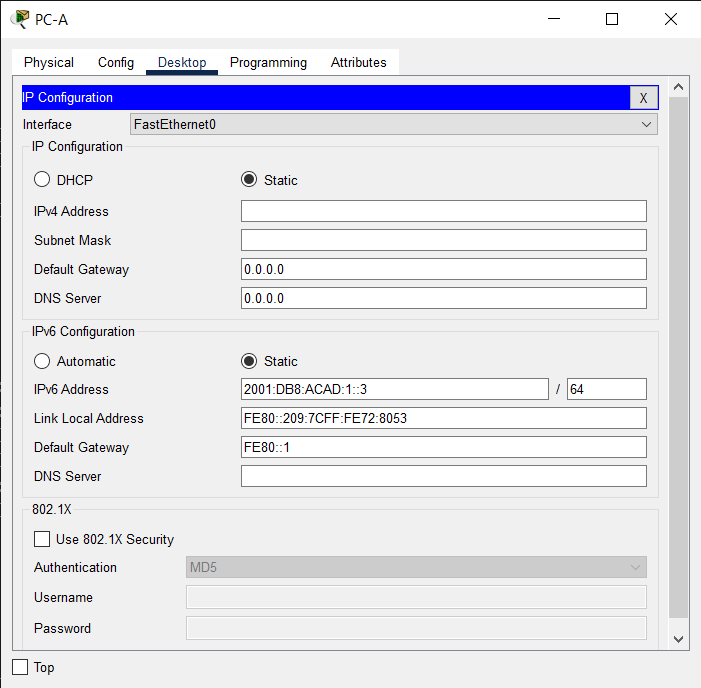 PC-A
Physical Config Desktop Programming Attributes
IP Configuration X
Interface FastEthernet0
IP Configuration
DHCP Static
IPv4 Address
Subnet Mask
Default Gateway 0.0.0.0
DNS Server 0.0.0.0
IPv6 Configuration
Automatic Static
IPv6 Address 2001:DB8:ACAD:1::3 / 64
Link Local Address FE80::209:7CFF:FE72:8053
Default Gateway FE80::1
DNS Server
802.1X
Use 802.1X Security
Authentication MD5
Username
Password
Top